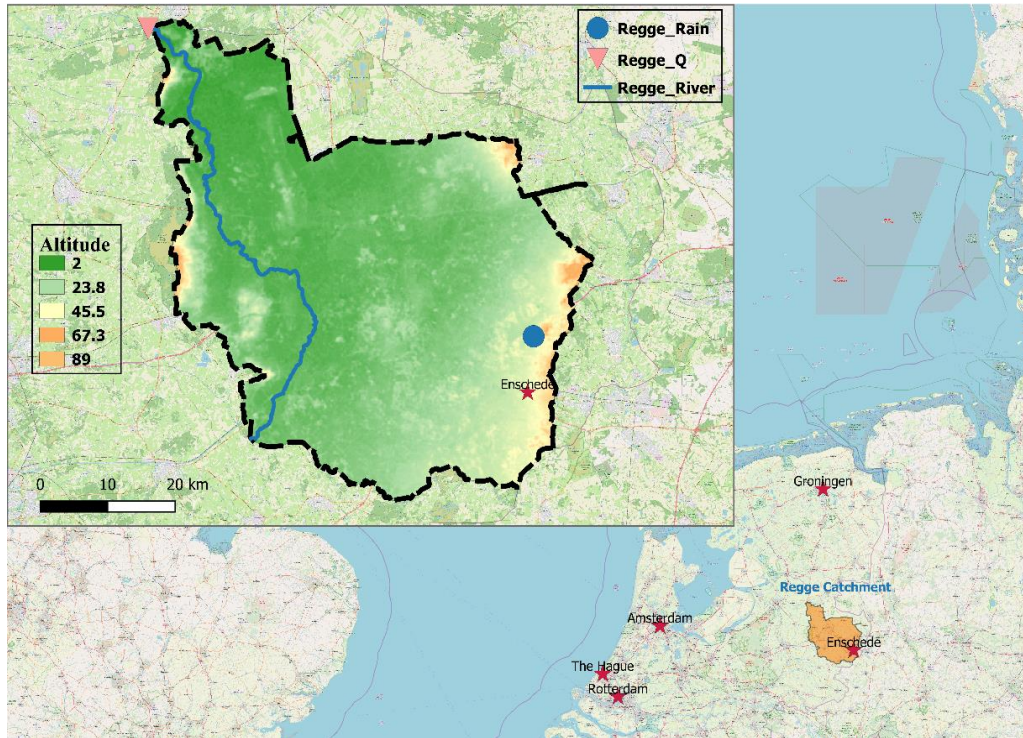 Regge_Rain
Regge_Q
Regge_River
Altitude
2
23.8
45.5
67.3
89
Enschede
0 10 20 km
Groningen
Regge Catchment
Amsterdam
Enschede
The Hague
Rotterdam